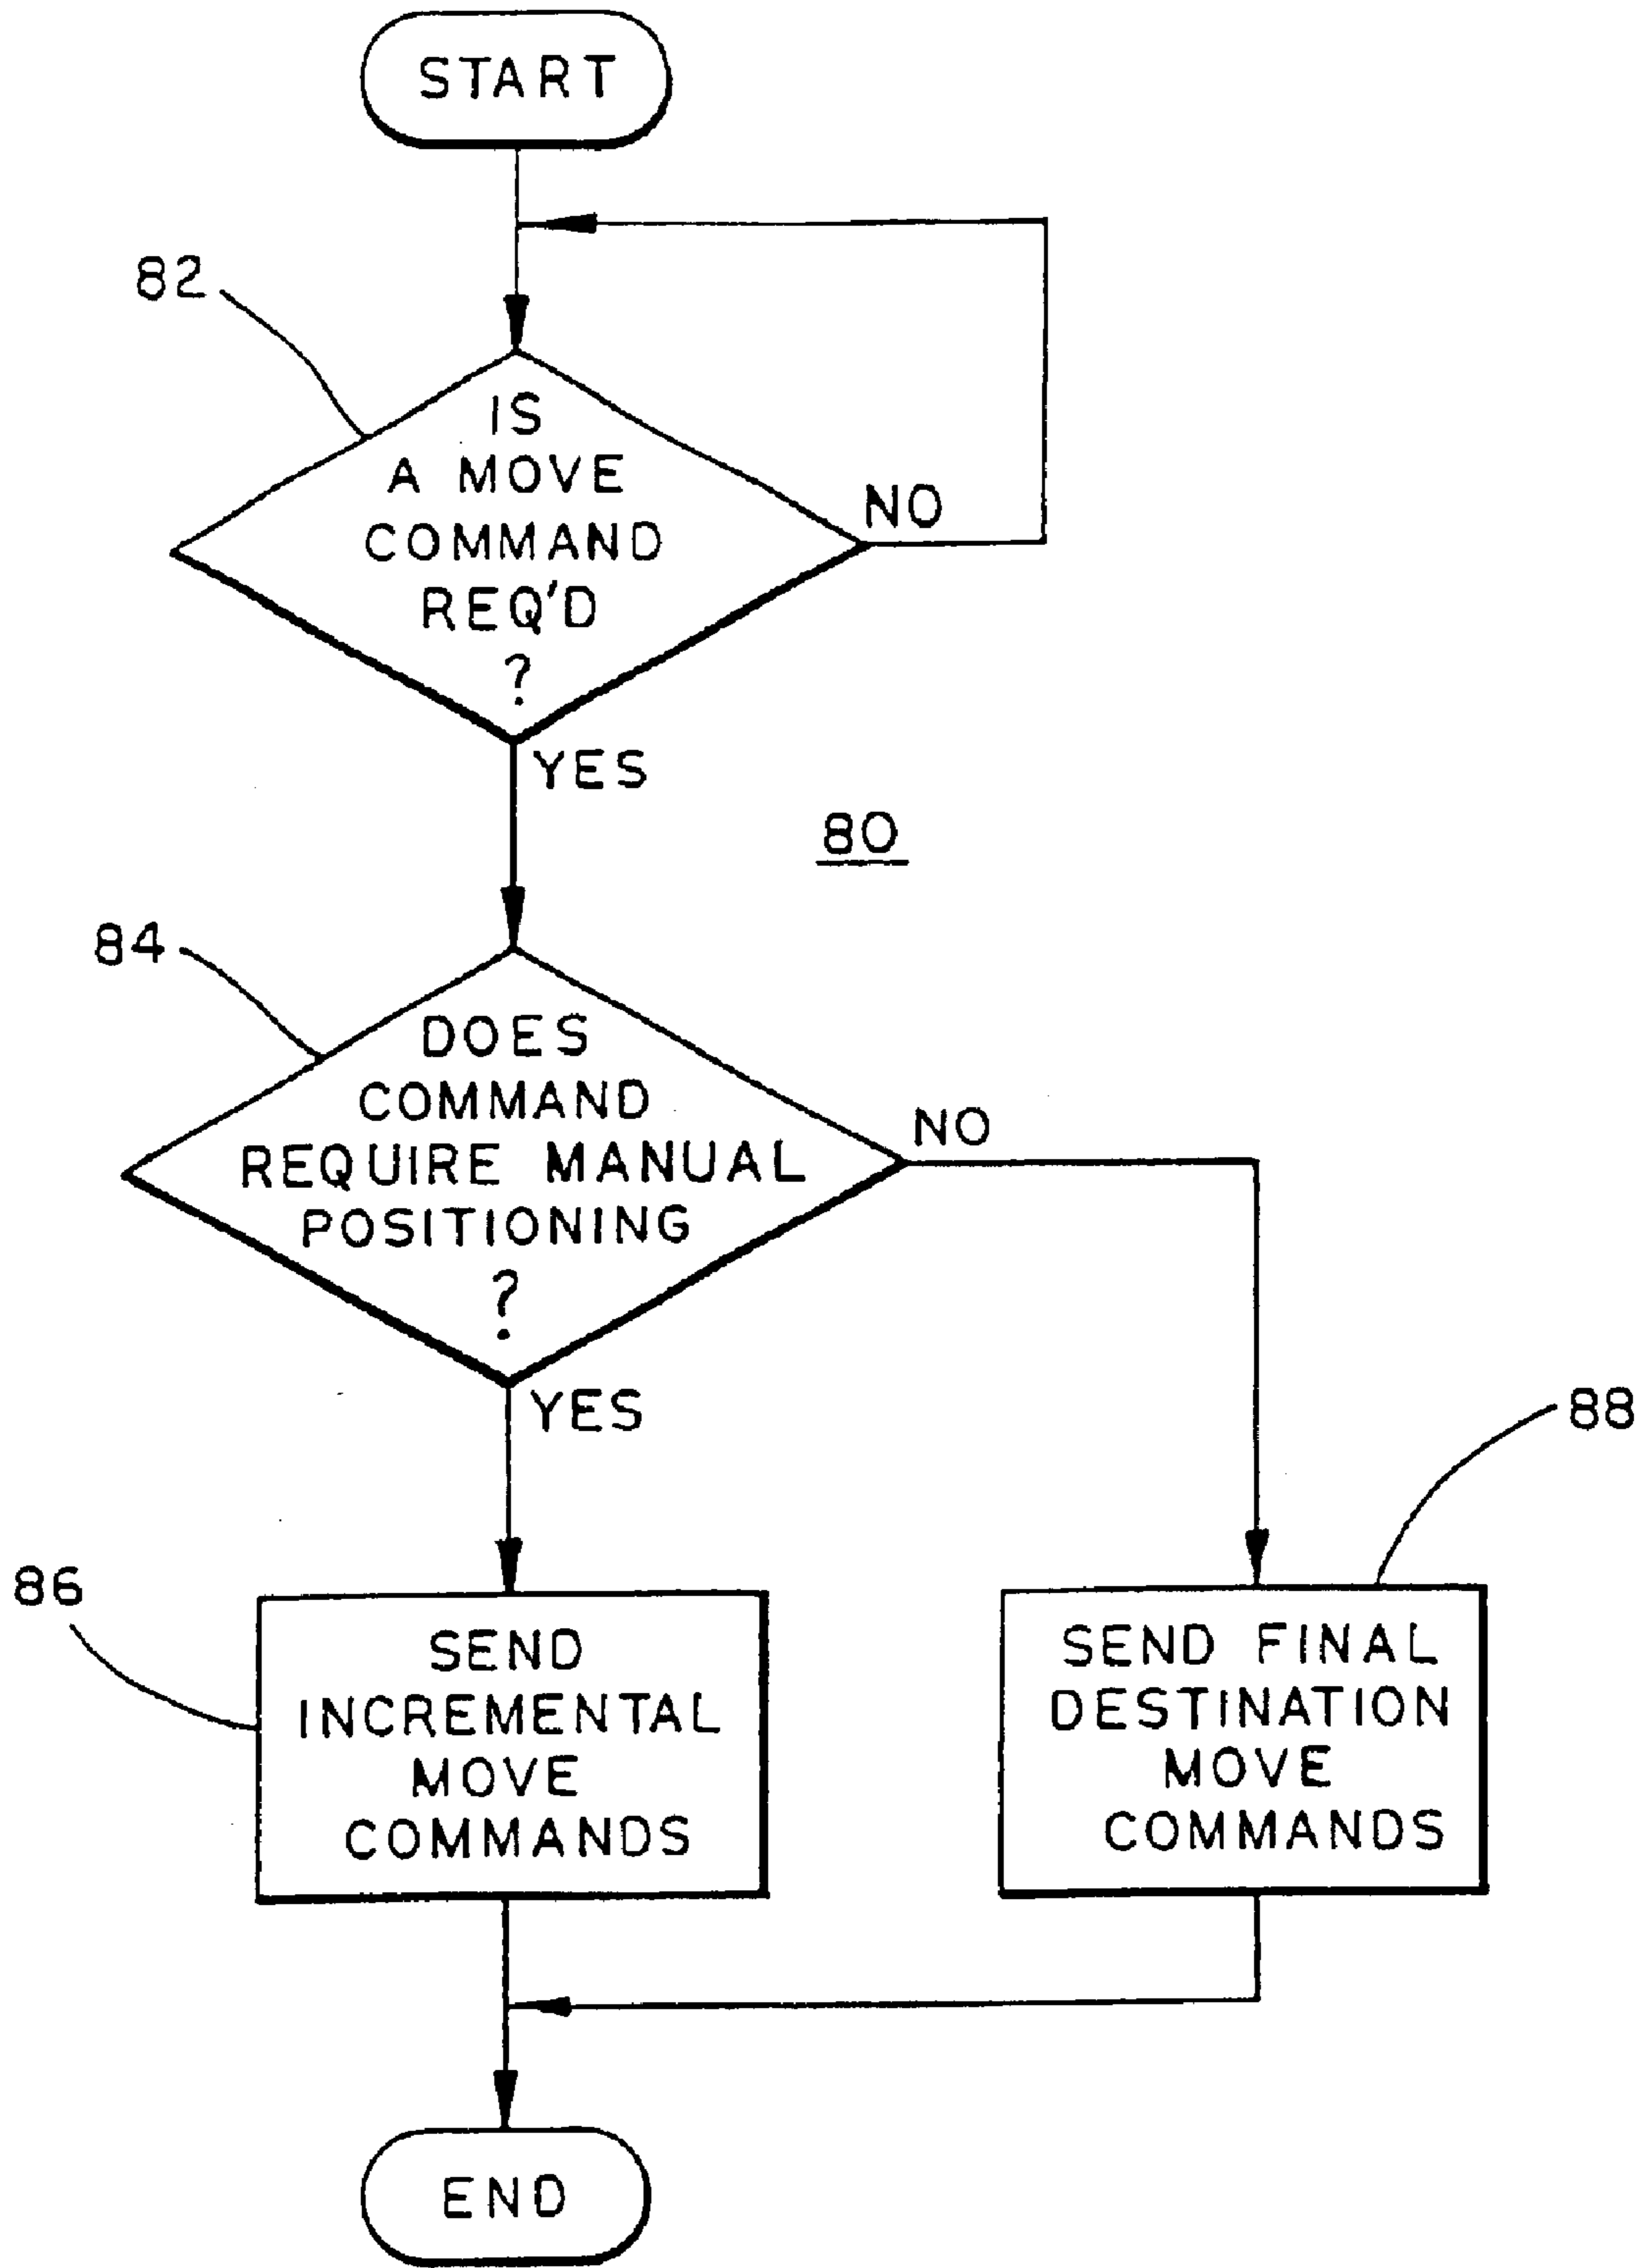 START
82
IS
A MOVE
COMMAND
REQ'D
?
NO
YES
80
84
DOES
COMMAND
REQUIRE MANUAL
POSITIONING
?
NO
YES
86
SEND
INCREMENTAL
MOVE
COMMANDS
88
SEND FINAL
DESTINATION
MOVE
COMMANDS
END